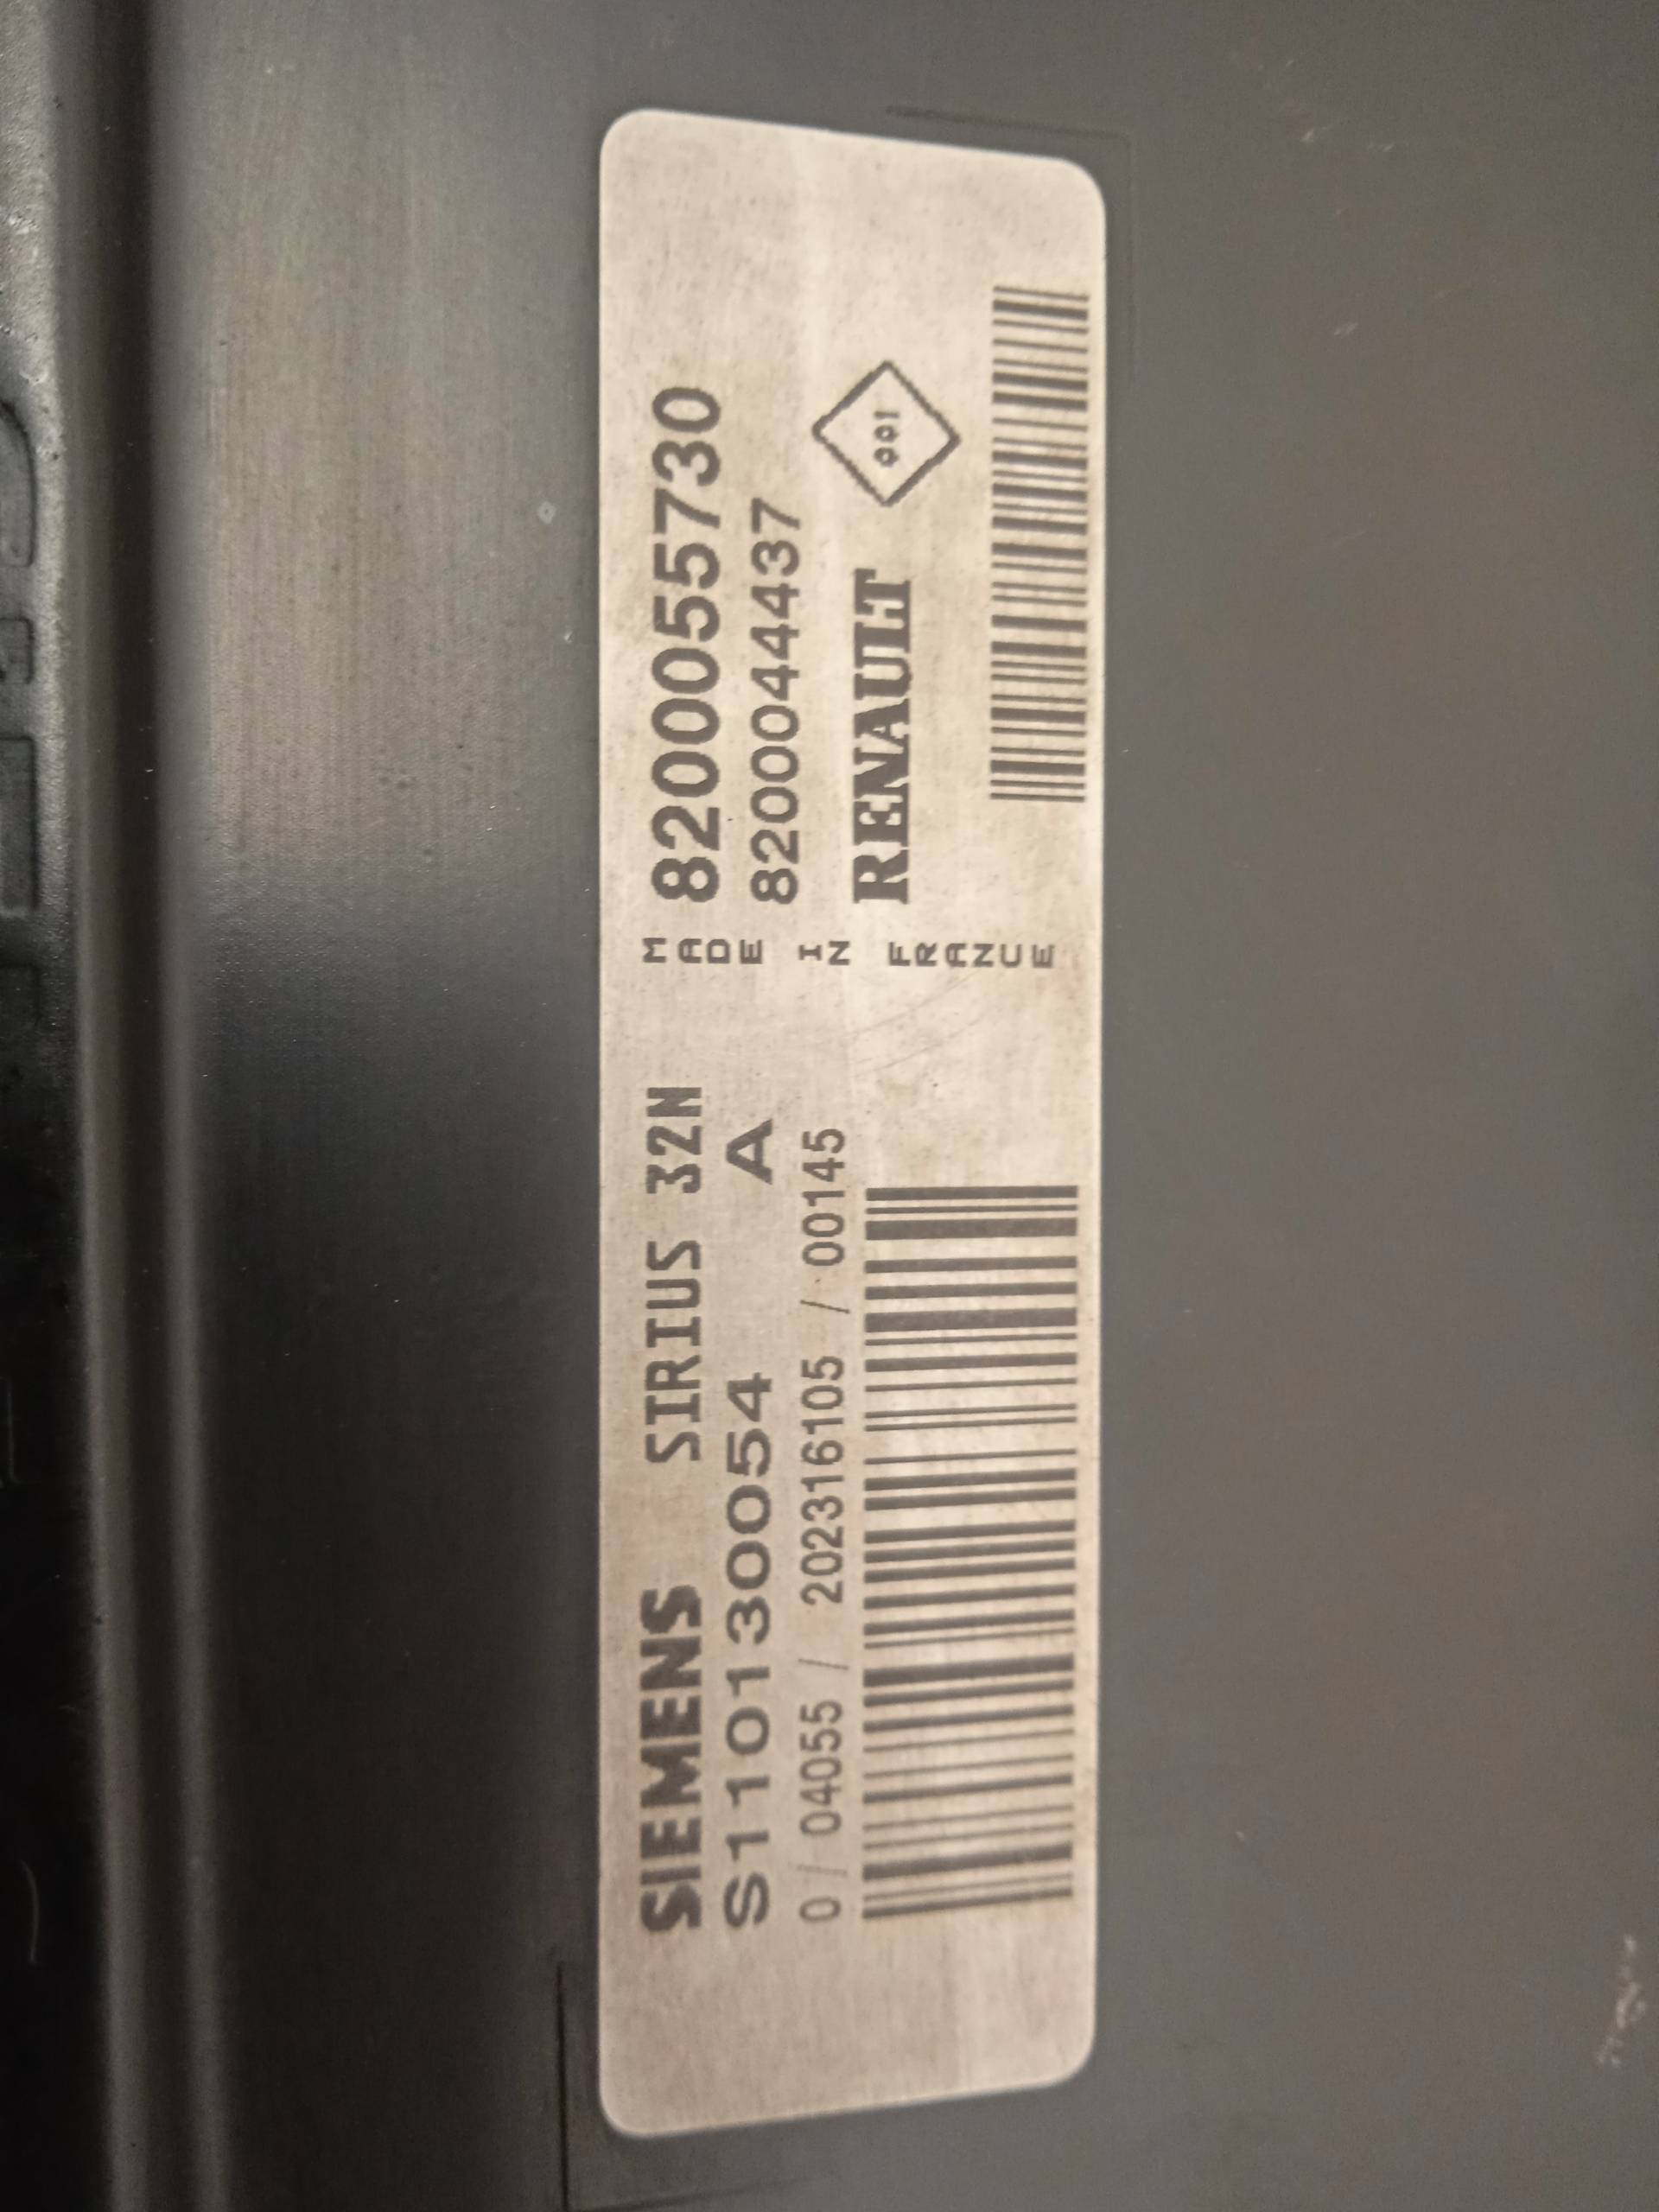 SIEMENS SIRIUS 32N
S110130054 A
0 / 04055 / 202316105 / 00145
MADE IN FRANCE
8200055730
8200044437
RENAULT 001